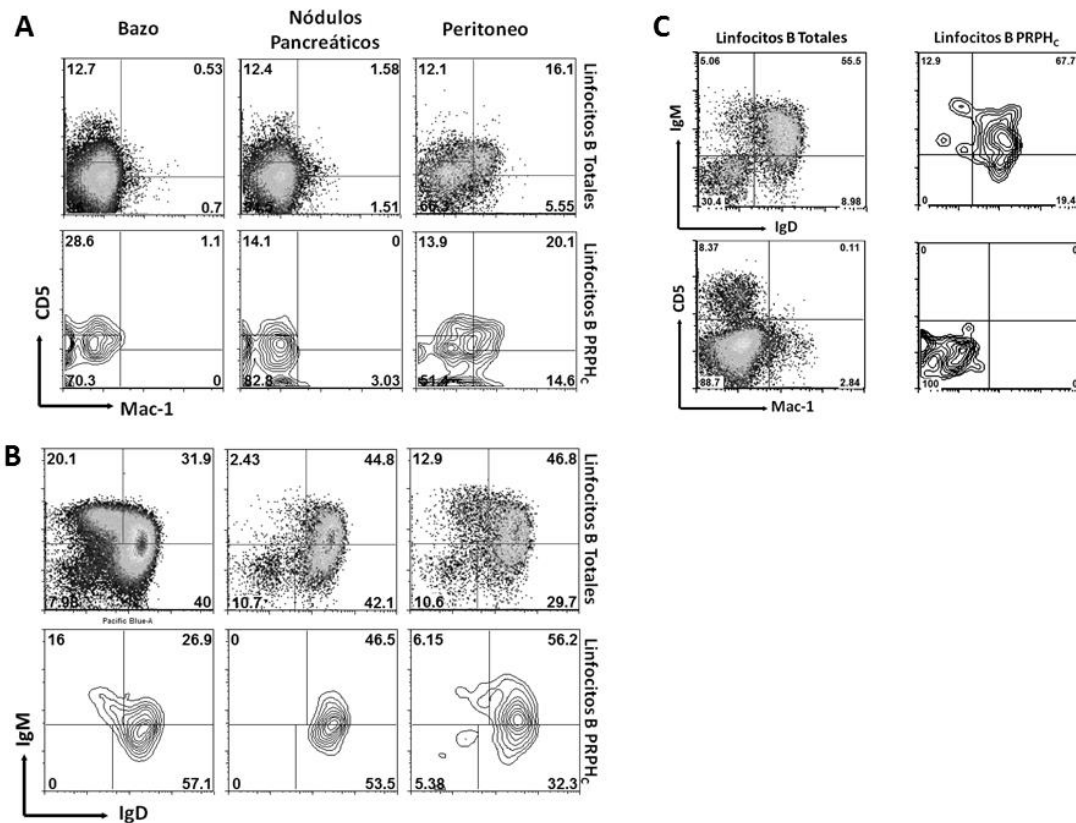 A
Bazo
Nódulos
Pancreáticos
Peritoneo
12.7
0.53
0.7
12.4
1.58
1.51
12.1
16.1
66.3
5.55
Linfocitos B Totales
28.6
1.1
70.3
0
14.1
0
82.8
3.03
13.9
20.1
51.4
14.6
Linfocitos B PRPHC
CD5
Mac-1
B
20.1
31.9
7.98
40
Pacific Blue-A
2.43
44.8
10.7
42.1
12.9
46.8
10.6
29.7
Linfocitos B Totales
16
26.9
0
57.1
0
46.5
0
53.5
6.15
56.2
5.38
32.3
Linfocitos B PRPHC
IgM
IgD
C
Linfocitos B Totales
Linfocitos B PRPHC
5.06
55.5
30.4
8.98
IgM
IgD
12.9
67.7
0
19.4
8.37
0.11
88.7
2.84
CD5
Mac-1
0
0
100
0